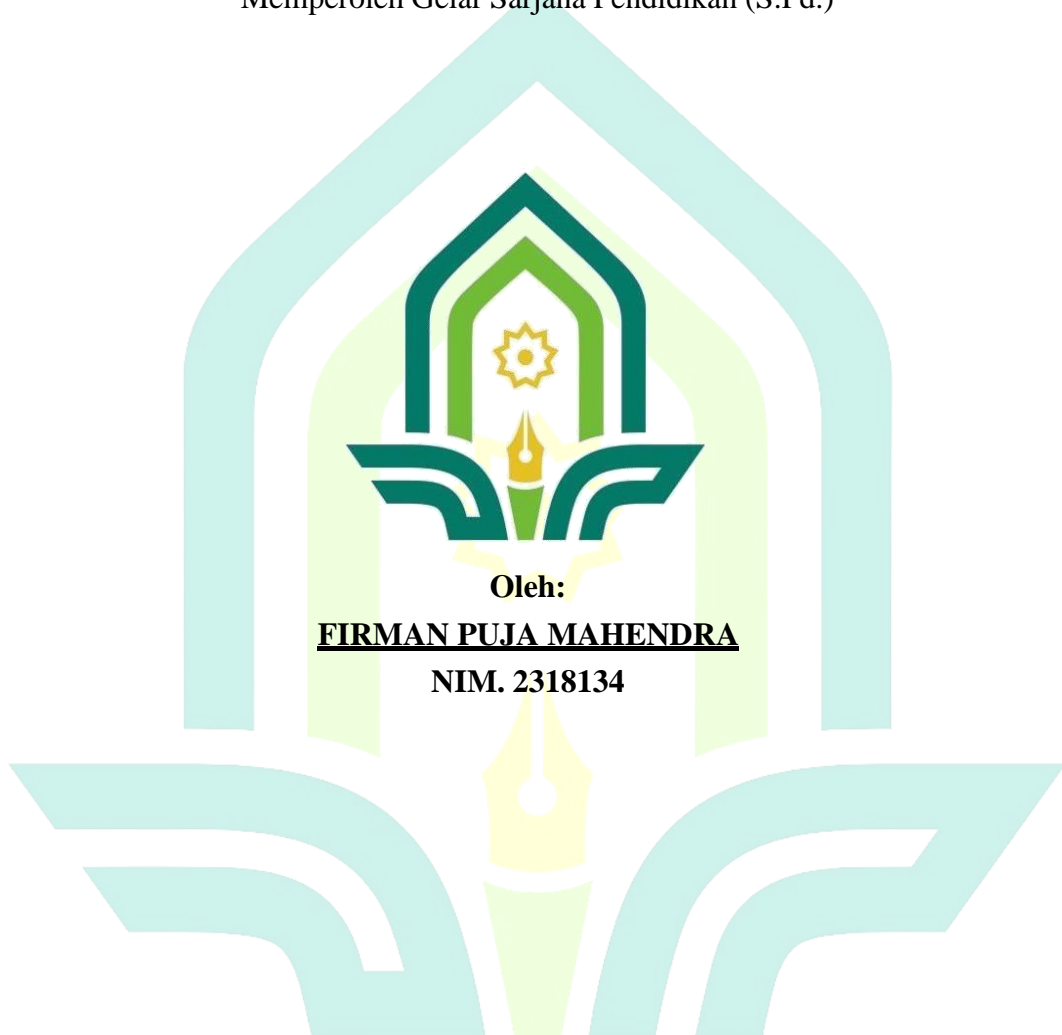 Memperoleh Gelar Sarjana Pendidikan (S.Pd.)
Oleh:
FIRMAN PUJA MAHENDRA
NIM. 2318134